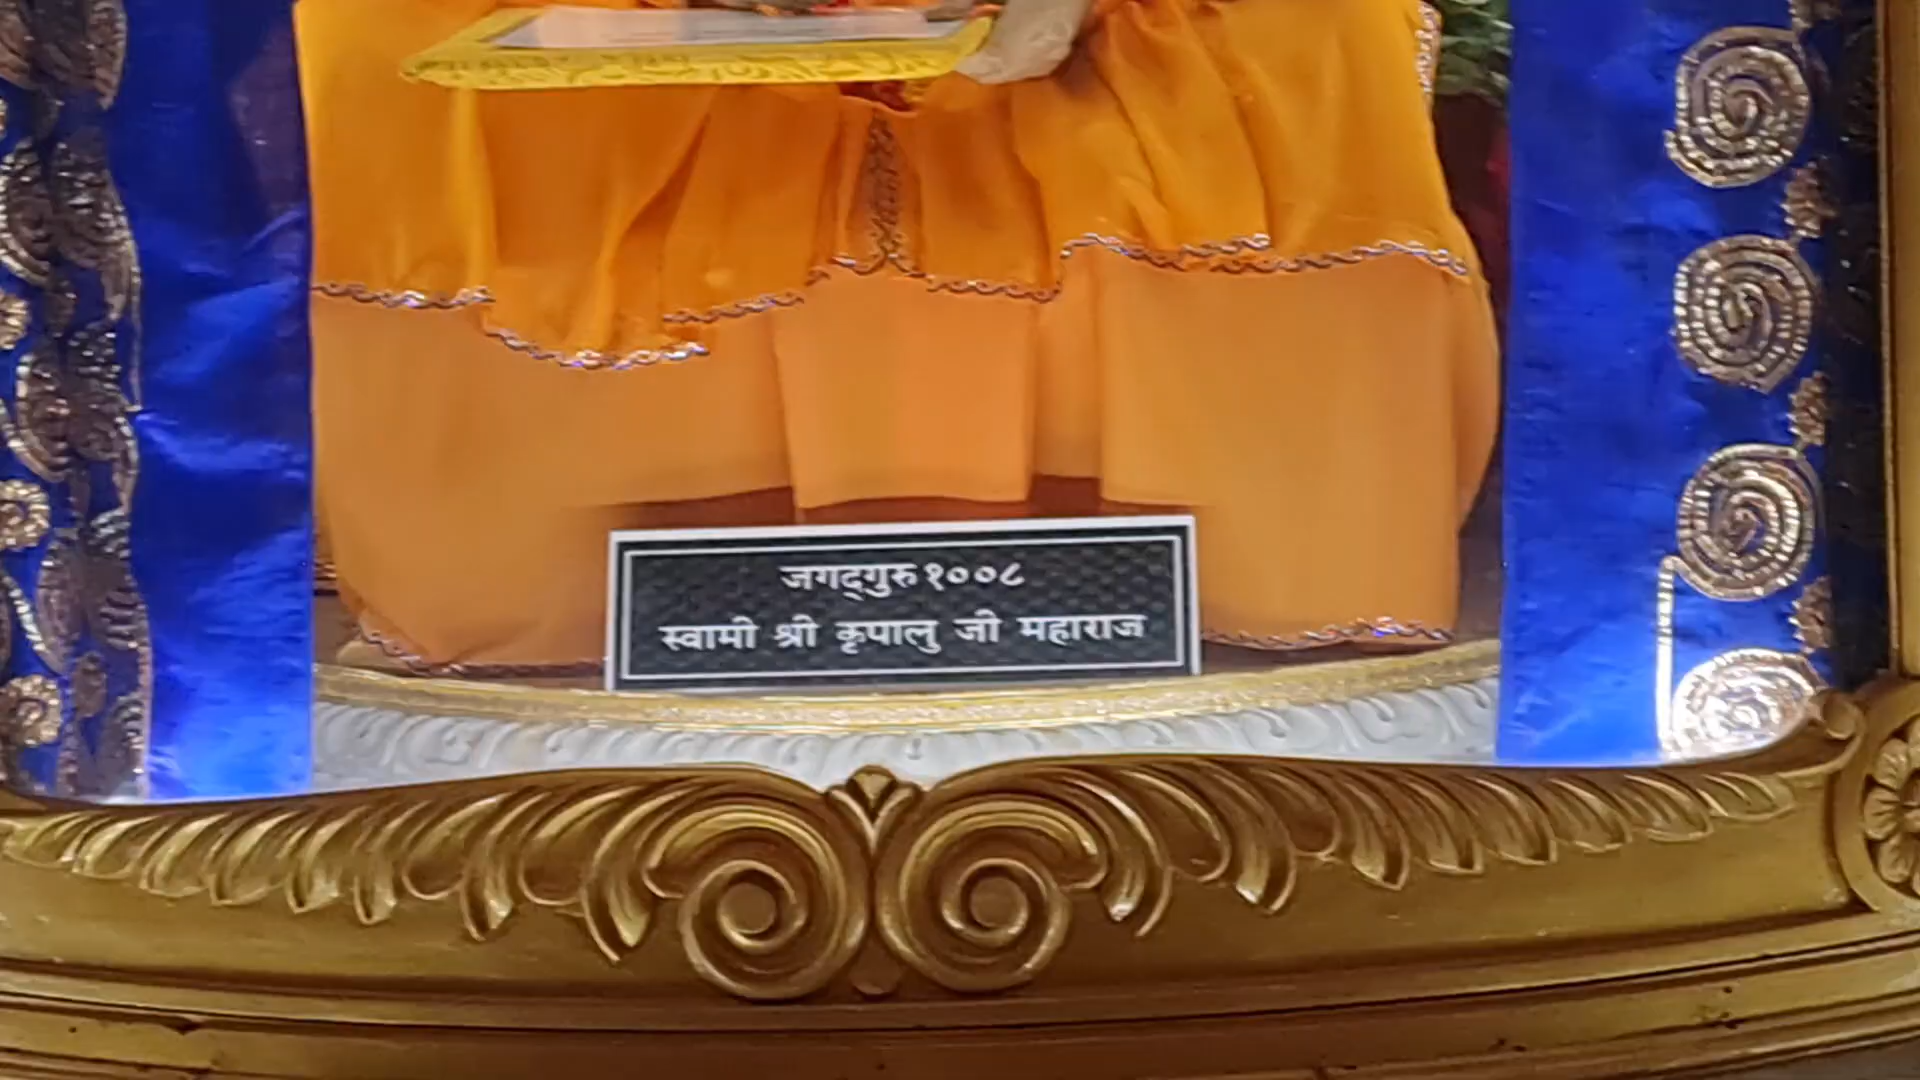 जगद्गुरु १००८
स्वामी श्री कृपालु जी महाराज